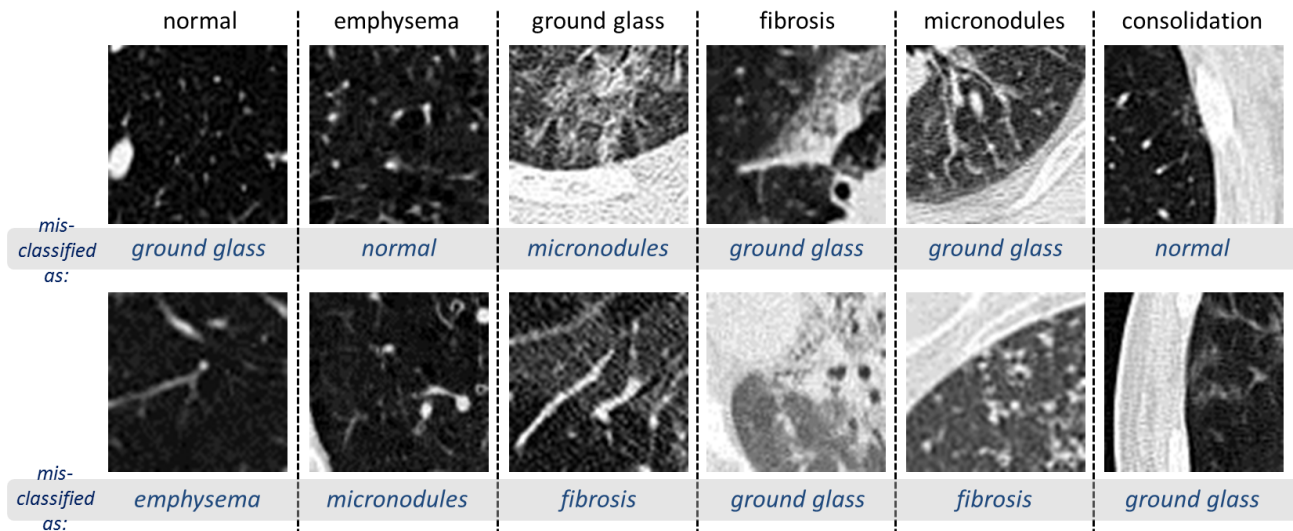 normal emphysema ground glass fibrosis micronodules consolidation
mis-
classified
as:
ground glass normal micronodules ground glass ground glass normal
mis-
classified
as:
emphysema micronodules fibrosis ground glass fibrosis ground glass